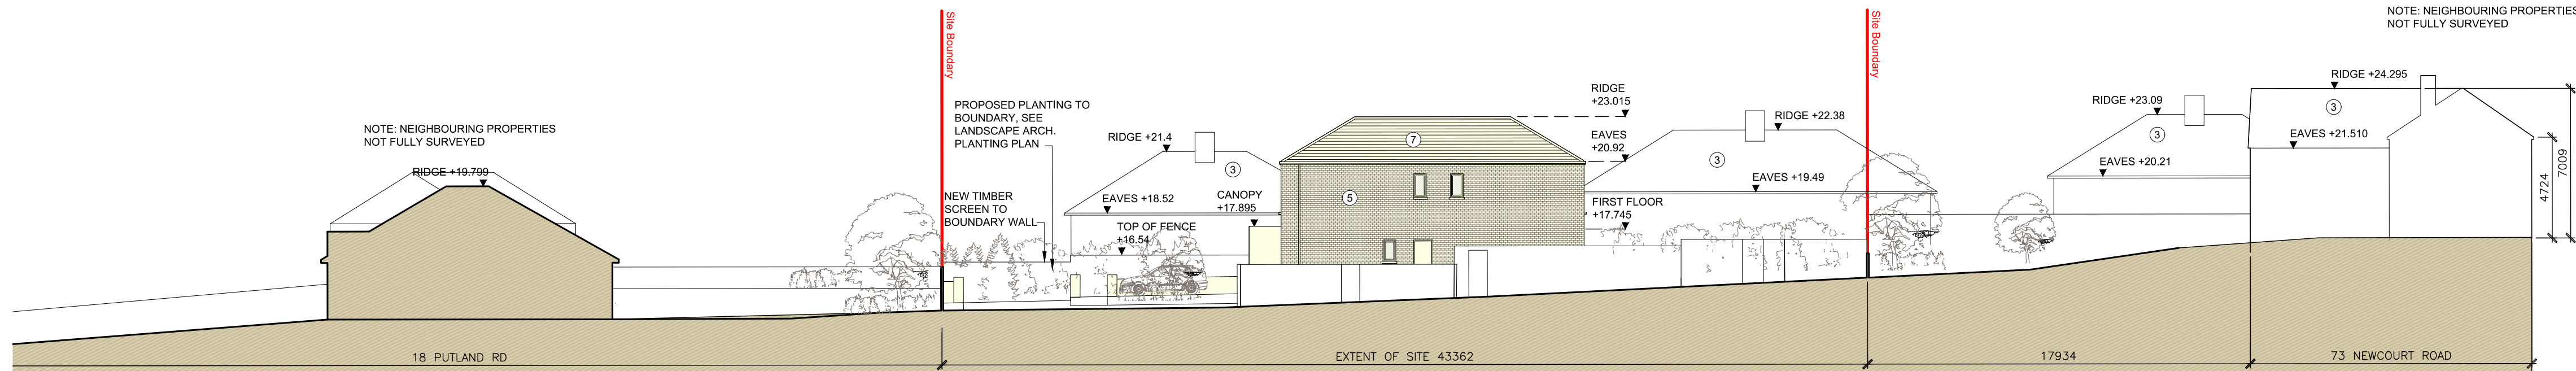 NOTE: NEIGHBOURING PROPERTIES
NOT FULLY SURVEYED
RIDGE +19.799
Site Boundary
PROPOSED PLANTING TO
BOUNDARY, SEE
LANDSCAPE ARCH.
PLANTING PLAN
NEW TIMBER
SCREEN TO
BOUNDARY WALL
RIDGE +21.4
3
EAVES +18.52
CANOPY
+17.895
TOP OF FENCE
+16.54
7
5
RIDGE
+23.015
EAVES
+20.92
RIDGE +22.38
3
EAVES +19.49
FIRST FLOOR
+17.745
Site Boundary
RIDGE +23.09
3
EAVES +20.21
NOTE: NEIGHBOURING PROPERTIES
NOT FULLY SURVEYED
RIDGE +24.295
3
EAVES +21.510
4724
7009
18 PUTLAND RD
EXTENT OF SITE 43362
17934
73 NEWCOURT ROAD